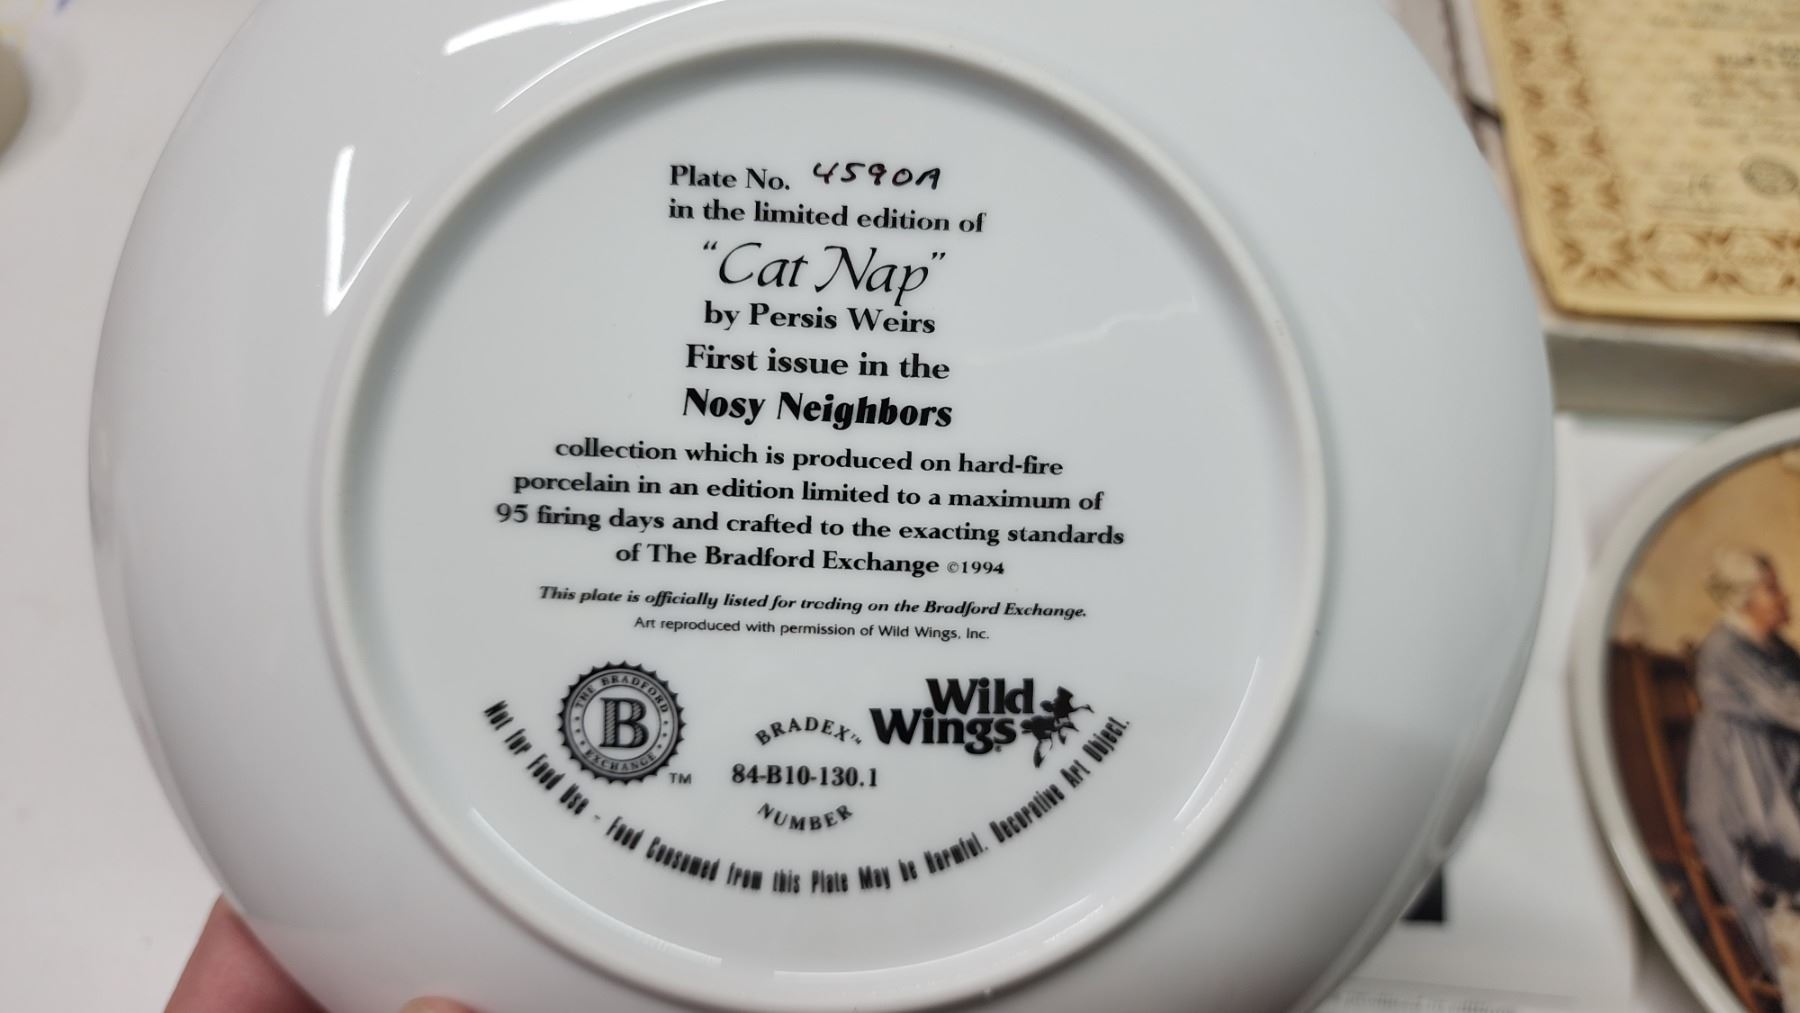 Plate No. 4590A
in the limited edition of
"Cat Nap"
by Persis Weirs
First issue in the
Nosy Neighbors
collection which is produced on hard-fire
porcelain in an edition limited to a maximum of
95 firing days and crafted to the exacting standards
of The Bradford Exchange ©1994
This plate is officially listed for trading on the Bradford Exchange.
Art reproduced with permission of Wild Wings, Inc.
THE BRADFORD
B
EXCHANGE
TM
BRADEX™
84-B10-130.1
NUMBER
Wild
Wings®
Not for Food Use - Food Consumed from this Plate May be Harmful. Decorative Art Object.